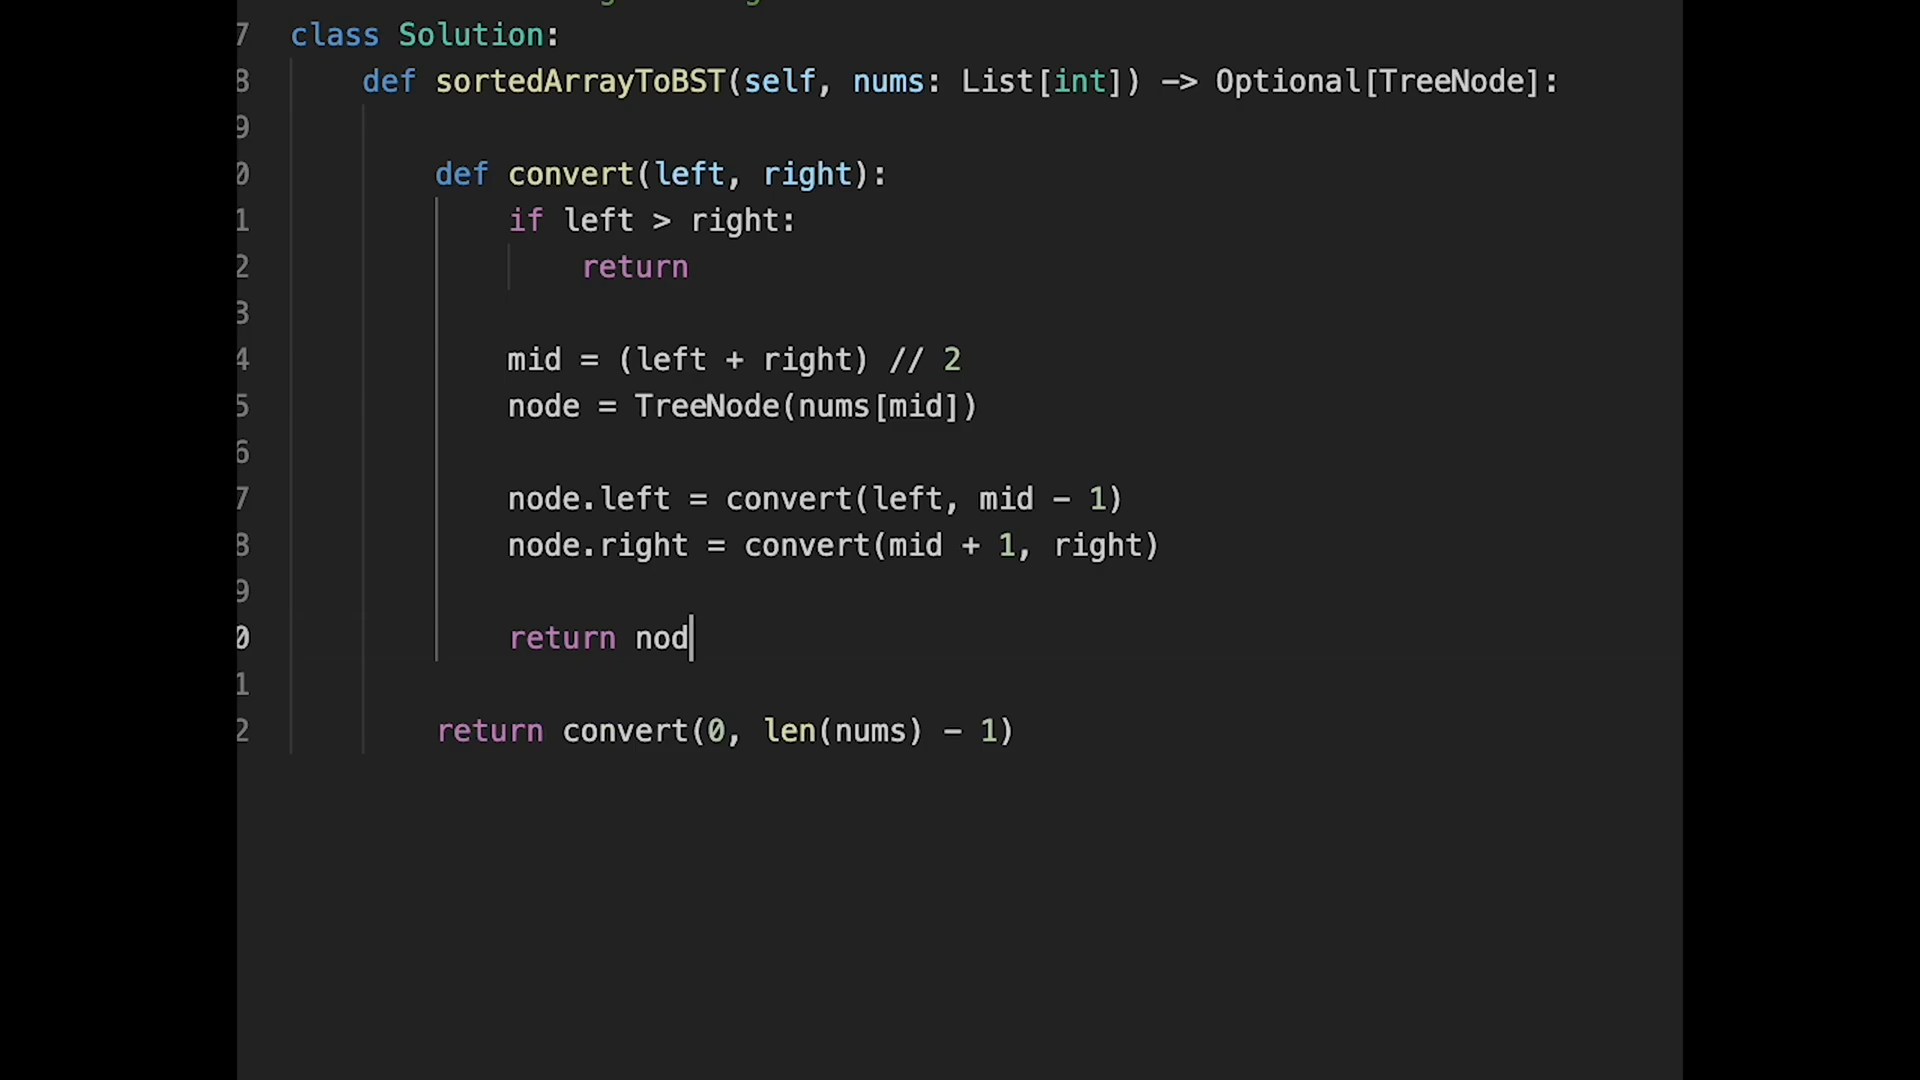 7 class Solution:
8 def sortedArrayToBST(self, nums: List[int]) -> Optional[TreeNode]:
9
0 def convert(left, right):
1 if left > right:
2 return
3
4 mid = (left + right) // 2
5 node = TreeNode(nums[mid])
6
7 node.left = convert(left, mid - 1)
8 node.right = convert(mid + 1, right)
9
0 return nod
1
2 return convert(0, len(nums) - 1)